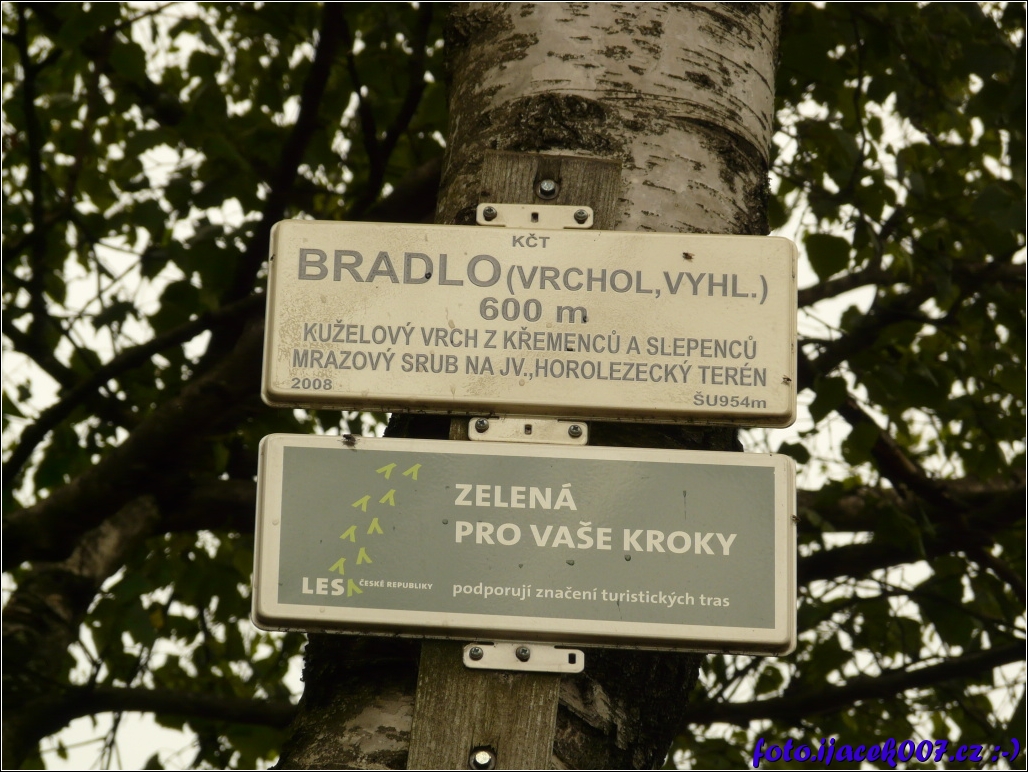 KČT
BRADLO(VRCHOL,VYHL.)
600 m
KUŽELOVÝ VRCH Z KŘEMENCŮ A SLEPENCŮ
MRAZOVÝ SRUB NA JV.,HOROLEZECKÝ TERÉN
2008 ŠU954m
ZELENÁ
PRO VAŠE KROKY
LESY ČESKÉ REPUBLIKY podporují značení turistických tras
foto.ijacek007.cz :-)